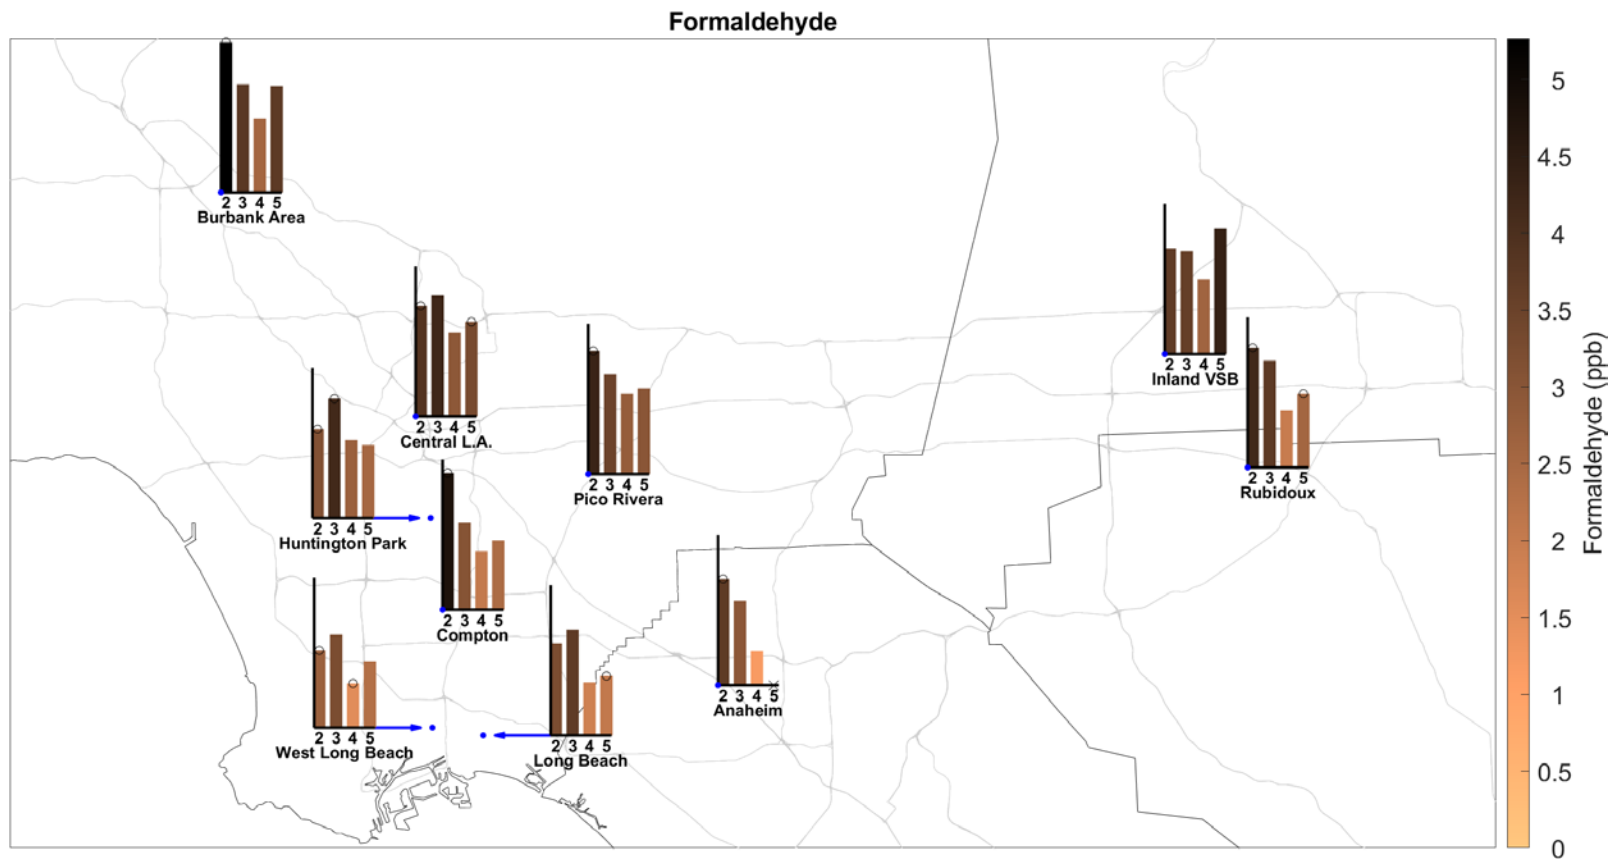 Formaldehyde
2 3 4 5
Burbank Area
2 3 4 5
Central L.A.
2 3 4 5
Pico Rivera
2 3 4 5
Inland VSB
2 3 4 5
Rubidoux
2 3 4 5
Huntington Park
2 3 4 5
Compton
2 3 4 5
West Long Beach
2 3 4 5
Long Beach
2 3 4 5
Anaheim
5
4.5
4
3.5
3
2.5
2
1.5
1
0.5
0
Formaldehyde (ppb)